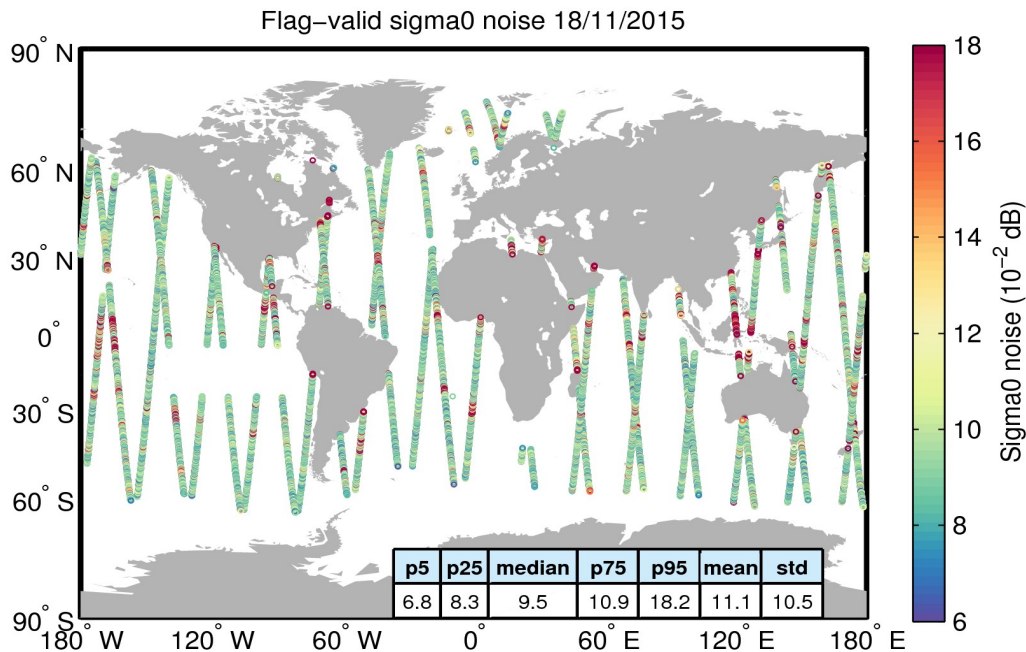 Flag−valid sigma0 noise 18/11/2015
90° N
60° N
30° N
0°
30° S
60° S
90° S
180° W
120° W
60° W
0°
60° E
120° E
180° E
p5 p25 median p75 p95 mean std
6.8 8.3 9.5 10.9 18.2 11.1 10.5
18
16
14
12
10
8
6
Sigma0 noise (10⁻² dB)